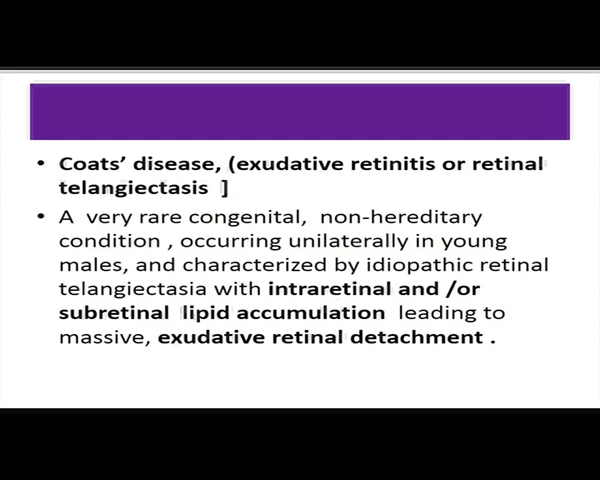 • Coats’ disease, (exudative retinitis or retinal
telangiectasis ]
• A very rare congenital, non-hereditary
condition , occurring unilaterally in young
males, and characterized by idiopathic retinal
telangiectasia with intraretinal and /or
subretinal lipid accumulation leading to
massive, exudative retinal detachment .